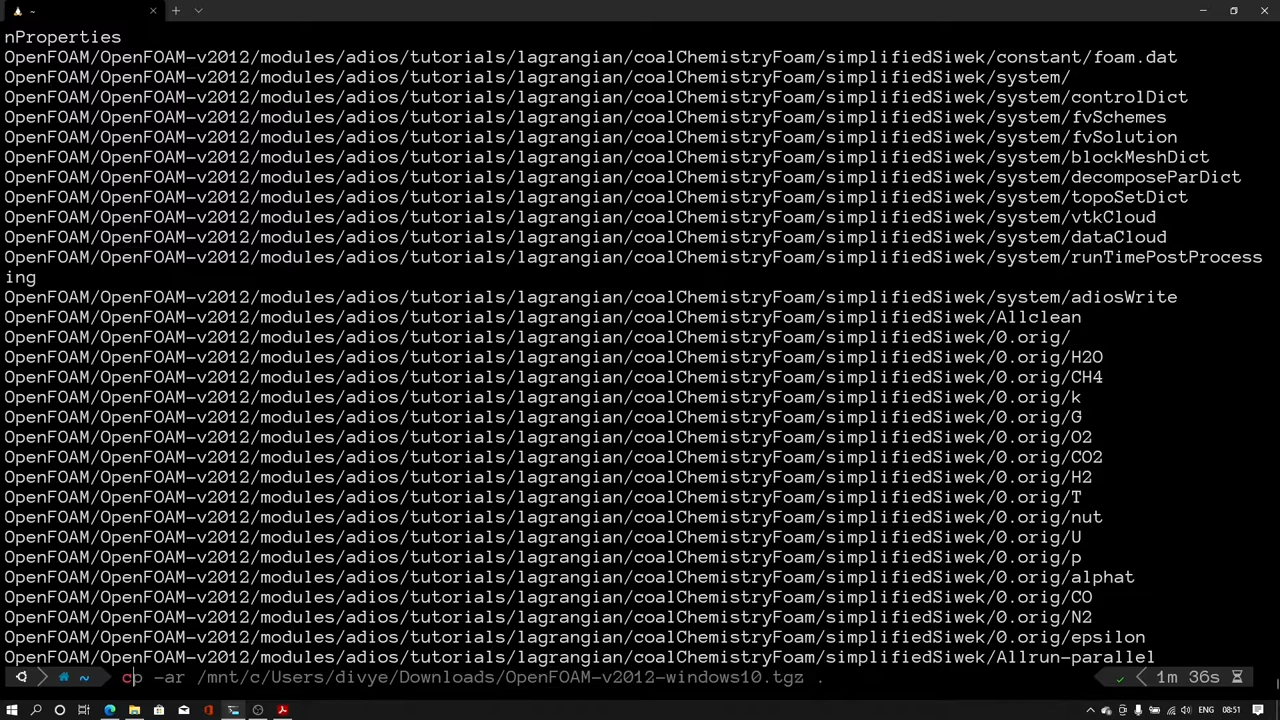 ~
nProperties
OpenFOAM/OpenFOAM-v2012/modules/adios/tutorials/lagrangian/coalChemistryFoam/simplifiedSiwek/constant/foam.dat
OpenFOAM/OpenFOAM-v2012/modules/adios/tutorials/lagrangian/coalChemistryFoam/simplifiedSiwek/system/
OpenFOAM/OpenFOAM-v2012/modules/adios/tutorials/lagrangian/coalChemistryFoam/simplifiedSiwek/system/controlDict
OpenFOAM/OpenFOAM-v2012/modules/adios/tutorials/lagrangian/coalChemistryFoam/simplifiedSiwek/system/fvSchemes
OpenFOAM/OpenFOAM-v2012/modules/adios/tutorials/lagrangian/coalChemistryFoam/simplifiedSiwek/system/fvSolution
OpenFOAM/OpenFOAM-v2012/modules/adios/tutorials/lagrangian/coalChemistryFoam/simplifiedSiwek/system/blockMeshDict
OpenFOAM/OpenFOAM-v2012/modules/adios/tutorials/lagrangian/coalChemistryFoam/simplifiedSiwek/system/decomposeParDict
OpenFOAM/OpenFOAM-v2012/modules/adios/tutorials/lagrangian/coalChemistryFoam/simplifiedSiwek/system/topoSetDict
OpenFOAM/OpenFOAM-v2012/modules/adios/tutorials/lagrangian/coalChemistryFoam/simplifiedSiwek/system/vtkCloud
OpenFOAM/OpenFOAM-v2012/modules/adios/tutorials/lagrangian/coalChemistryFoam/simplifiedSiwek/system/dataCloud
OpenFOAM/OpenFOAM-v2012/modules/adios/tutorials/lagrangian/coalChemistryFoam/simplifiedSiwek/system/runTimePostProcess
ing
OpenFOAM/OpenFOAM-v2012/modules/adios/tutorials/lagrangian/coalChemistryFoam/simplifiedSiwek/system/adiosWrite
OpenFOAM/OpenFOAM-v2012/modules/adios/tutorials/lagrangian/coalChemistryFoam/simplifiedSiwek/Allclean
OpenFOAM/OpenFOAM-v2012/modules/adios/tutorials/lagrangian/coalChemistryFoam/simplifiedSiwek/0.orig/
OpenFOAM/OpenFOAM-v2012/modules/adios/tutorials/lagrangian/coalChemistryFoam/simplifiedSiwek/0.orig/H2O
OpenFOAM/OpenFOAM-v2012/modules/adios/tutorials/lagrangian/coalChemistryFoam/simplifiedSiwek/0.orig/CH4
OpenFOAM/OpenFOAM-v2012/modules/adios/tutorials/lagrangian/coalChemistryFoam/simplifiedSiwek/0.orig/k
OpenFOAM/OpenFOAM-v2012/modules/adios/tutorials/lagrangian/coalChemistryFoam/simplifiedSiwek/0.orig/G
OpenFOAM/OpenFOAM-v2012/modules/adios/tutorials/lagrangian/coalChemistryFoam/simplifiedSiwek/0.orig/O2
OpenFOAM/OpenFOAM-v2012/modules/adios/tutorials/lagrangian/coalChemistryFoam/simplifiedSiwek/0.orig/CO2
OpenFOAM/OpenFOAM-v2012/modules/adios/tutorials/lagrangian/coalChemistryFoam/simplifiedSiwek/0.orig/H2
OpenFOAM/OpenFOAM-v2012/modules/adios/tutorials/lagrangian/coalChemistryFoam/simplifiedSiwek/0.orig/T
OpenFOAM/OpenFOAM-v2012/modules/adios/tutorials/lagrangian/coalChemistryFoam/simplifiedSiwek/0.orig/nut
OpenFOAM/OpenFOAM-v2012/modules/adios/tutorials/lagrangian/coalChemistryFoam/simplifiedSiwek/0.orig/U
OpenFOAM/OpenFOAM-v2012/modules/adios/tutorials/lagrangian/coalChemistryFoam/simplifiedSiwek/0.orig/p
OpenFOAM/OpenFOAM-v2012/modules/adios/tutorials/lagrangian/coalChemistryFoam/simplifiedSiwek/0.orig/alphat
OpenFOAM/OpenFOAM-v2012/modules/adios/tutorials/lagrangian/coalChemistryFoam/simplifiedSiwek/0.orig/CO
OpenFOAM/OpenFOAM-v2012/modules/adios/tutorials/lagrangian/coalChemistryFoam/simplifiedSiwek/0.orig/N2
OpenFOAM/OpenFOAM-v2012/modules/adios/tutorials/lagrangian/coalChemistryFoam/simplifiedSiwek/0.orig/epsilon
OpenFOAM/OpenFOAM-v2012/modules/adios/tutorials/lagrangian/coalChemistryFoam/simplifiedSiwek/Allrun-parallel
~ cp -ar /mnt/c/Users/divye/Downloads/OpenFOAM-v2012-windows10.tgz . 1m 36s
ENG 08:51